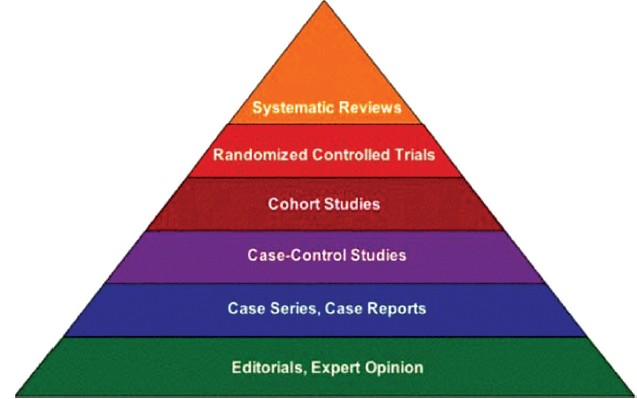 Systematic Reviews
Randomized Controlled Trials
Cohort Studies
Case-Control Studies
Case Series, Case Reports
Editorials, Expert Opinion